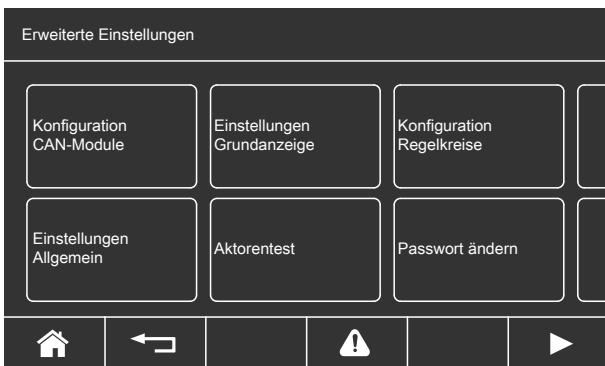 Erweiterte Einstellungen
Konfiguration
CAN-Module
Einstellungen
Grundanzeige
Konfiguration
Regelkreise
Einstellungen
Allgemein
Aktorentest
Passwort ändern